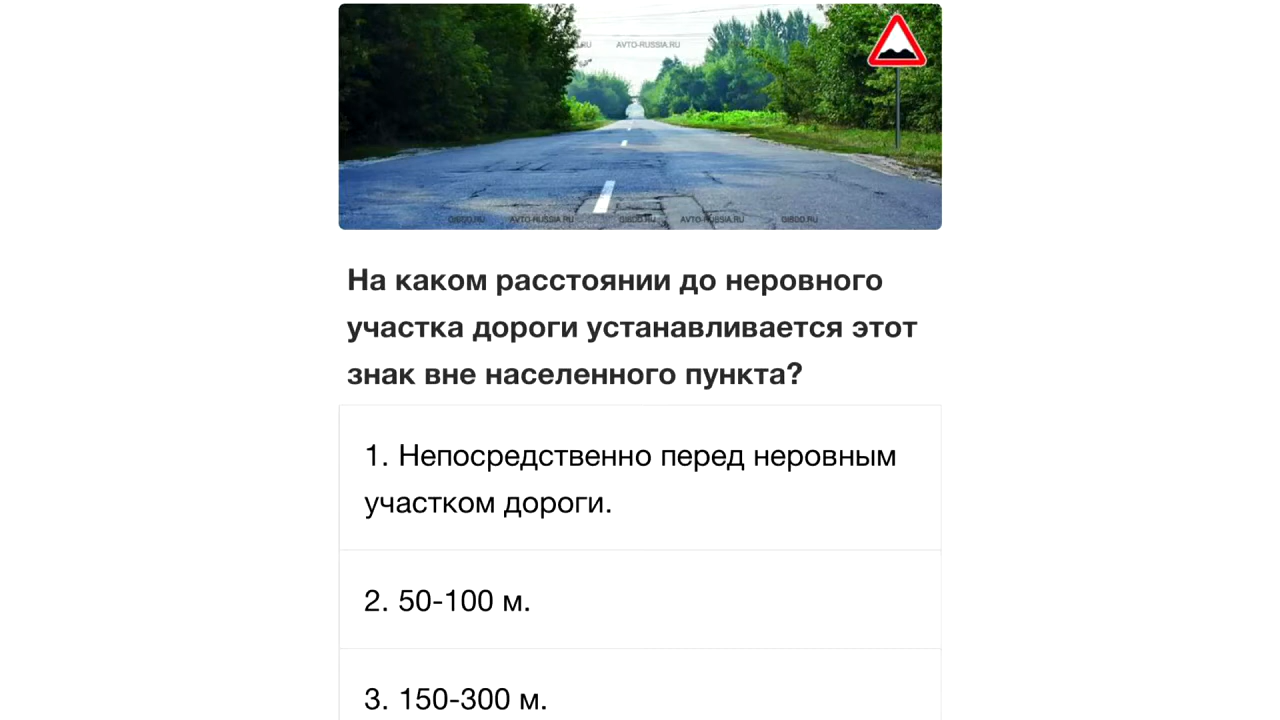 .RU AVTO-RUSSIA.RU
GIBDD.RU AVTO-RUSSIA.RU GIBDD.RU AVTO-RUSSIA.RU GIBDD.RU
На каком расстоянии до неровного
участка дороги устанавливается этот
знак вне населенного пункта?
1. Непосредственно перед неровным
участком дороги.
2. 50-100 м.
3. 150-300 м.